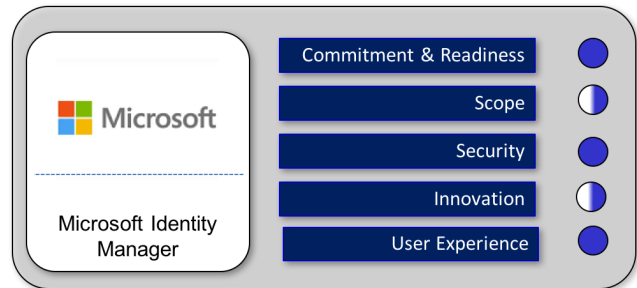 Microsoft
Microsoft Identity
Manager
Commitment & Readiness
Scope
Security
Innovation
User Experience